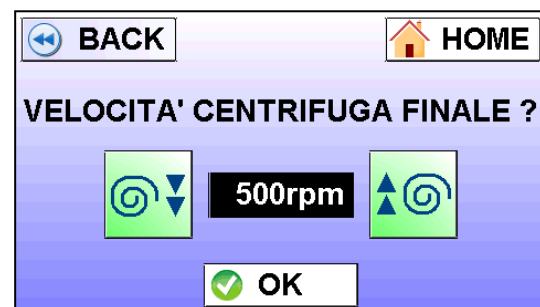 BACK
HOME
VELOCITA' CENTRIFUGA FINALE ?
500rpm
OK